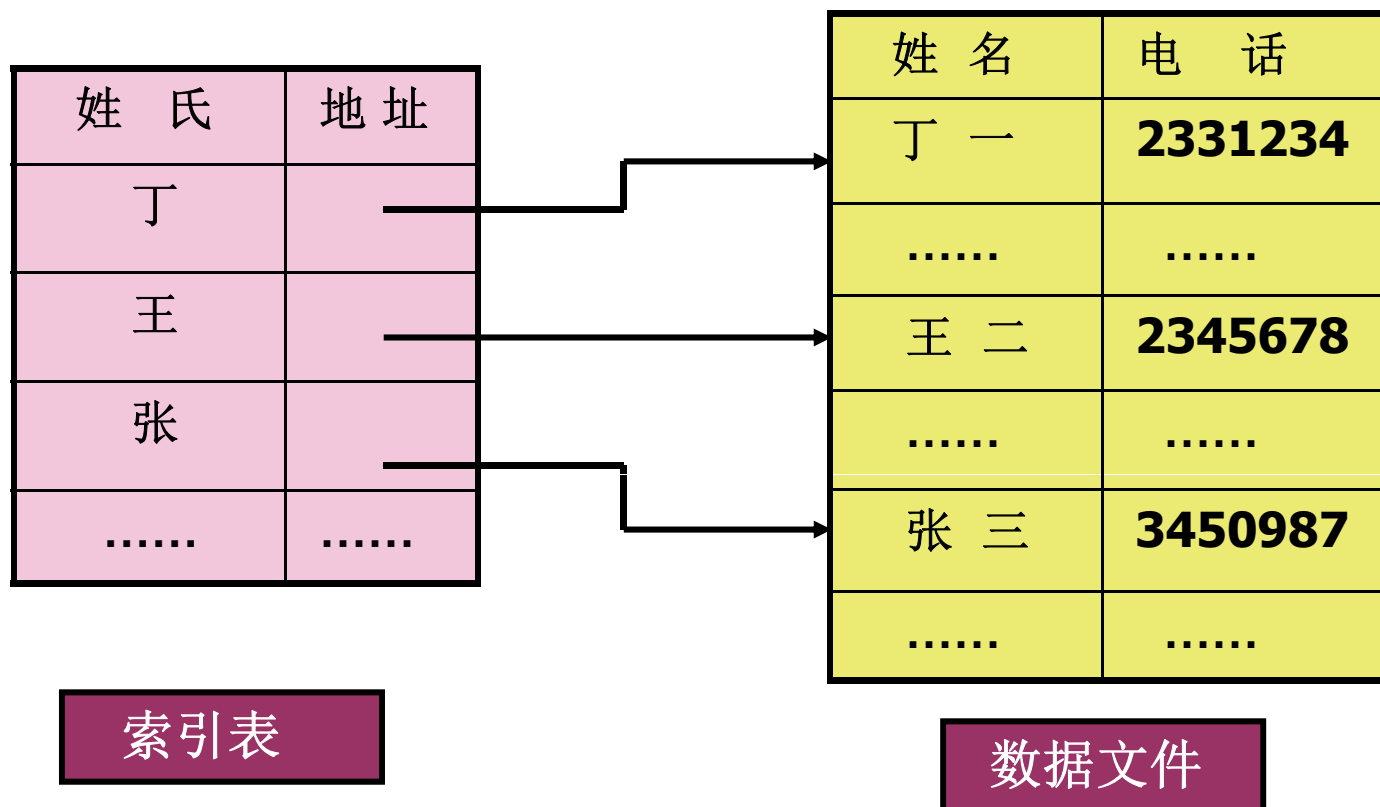 姓 氏 地 址
丁
王
张
...... ......
索引表
姓 名 电 话
丁 一 2331234
...... ......
王 二 2345678
...... ......
张 三 3450987
...... ......
数据文件